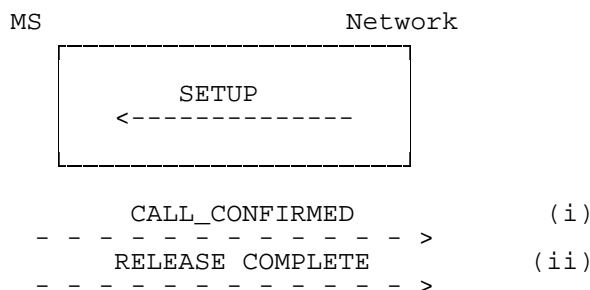 MS Network
SETUP
<--------------
CALL_CONFIRMED (i)
- - - - - - - - - - - - >
RELEASE COMPLETE (ii)
- - - - - - - - - - - - >